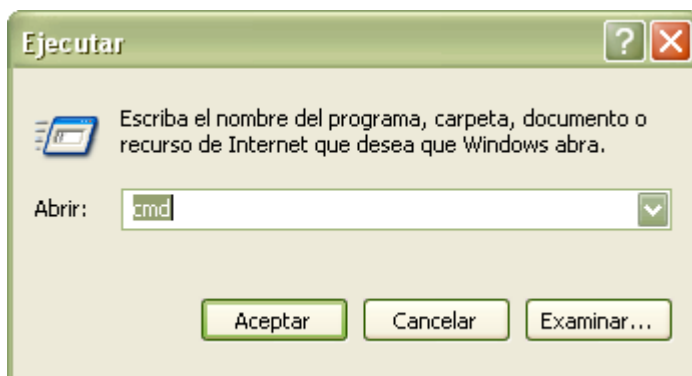 Ejecutar
?
Escriba el nombre del programa, carpeta, documento o
recurso de Internet que desea que Windows abra.
Abrir: cmd
Aceptar Cancelar Examinar...